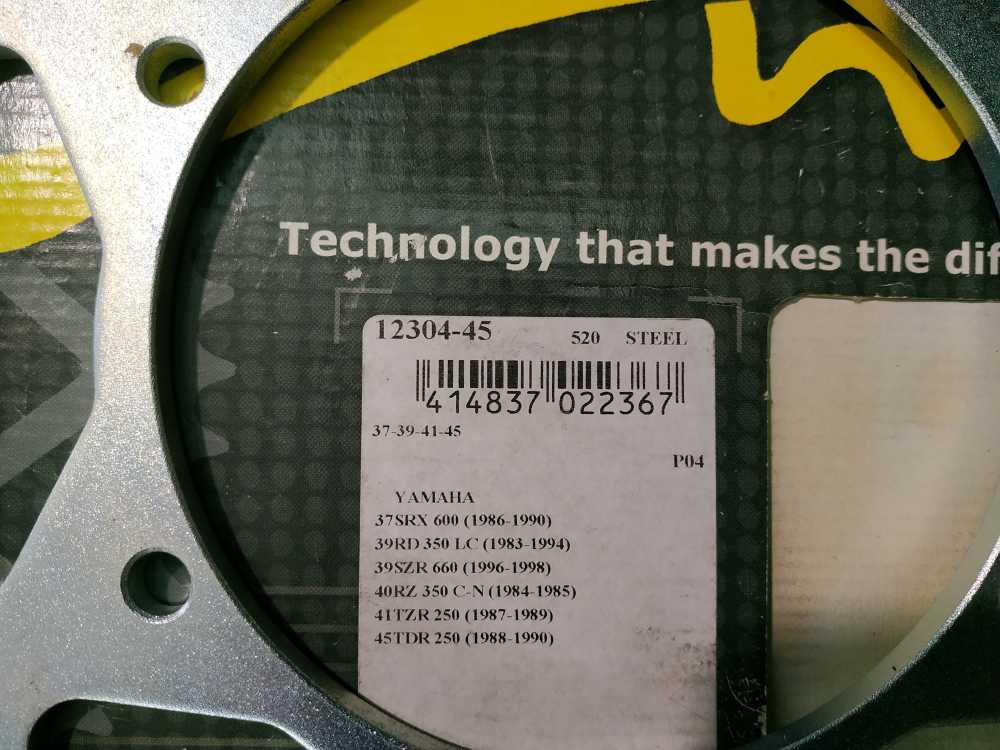 Technology that makes the dif
12304-45 520 STEEL
414837 022367
37-39-41-45
P04
YAMAHA
37SRX 600 (1986-1990)
39RD 350 LC (1983-1994)
39SZR 660 (1996-1998)
40RZ 350 C-N (1984-1985)
41TZR 250 (1987-1989)
45TDR 250 (1988-1990)